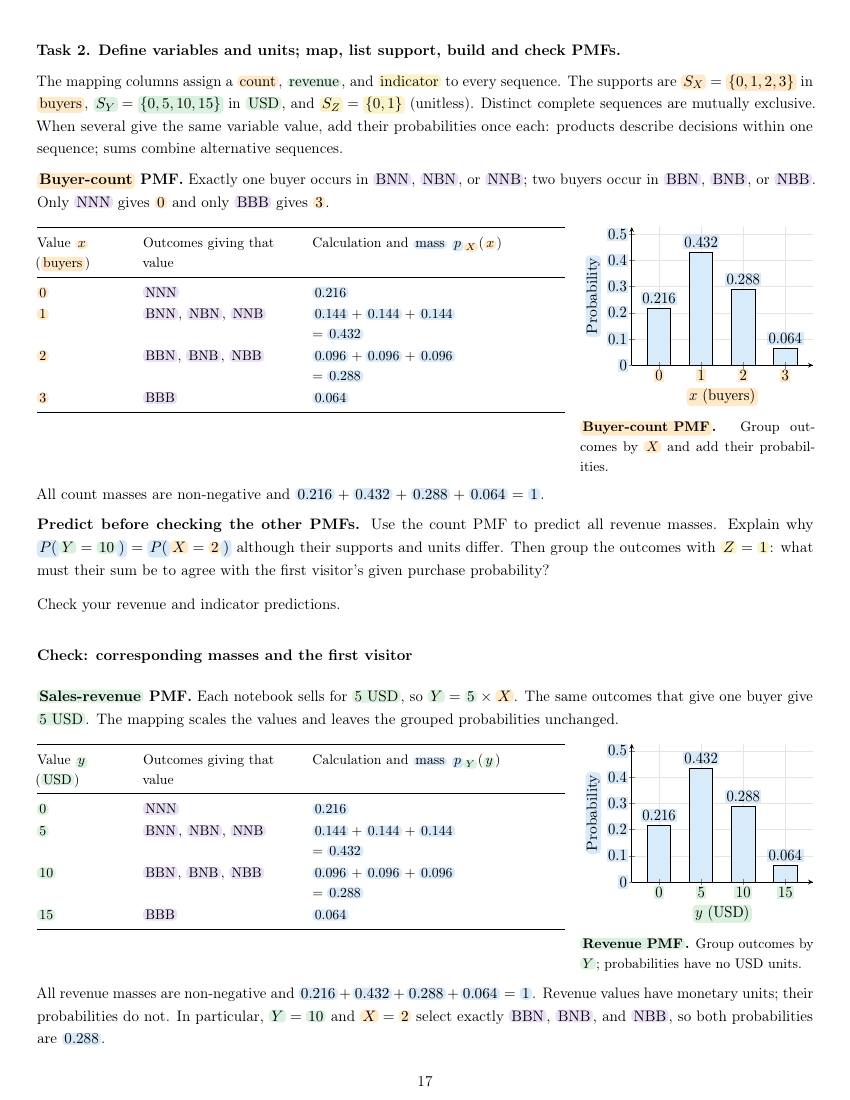 Task 2. Define variables and units; map, list support, build and check PMFs.
The mapping columns assign a count, revenue, and indicator to every sequence. The supports are S_X = {0, 1, 2, 3} in
buyers, S_Y = {0, 5, 10, 15} in USD, and S_Z = {0, 1} (unitless). Distinct complete sequences are mutually exclusive.
When several give the same variable value, add their probabilities once each: products describe decisions within one
sequence; sums combine alternative sequences.
Buyer-count PMF. Exactly one buyer occurs in BNN, NBN, or NNB; two buyers occur in BBN, BNB, or NBB.
Only NNN gives 0 and only BBB gives 3.
Value x Outcomes giving that Calculation and mass p_X(x)
(buyers) value
0 NNN 0.216
1 BNN, NBN, NNB 0.144 + 0.144 + 0.144
= 0.432
2 BBN, BNB, NBB 0.096 + 0.096 + 0.096
= 0.288
3 BBB 0.064
Probability
0.5
0.4
0.3
0.2
0.1
0
0.216
0.432
0.288
0.064
0 1 2 3
x (buyers)
Buyer-count PMF. Group out-
comes by X and add their probabil-
ities.
All count masses are non-negative and 0.216 + 0.432 + 0.288 + 0.064 = 1.
Predict before checking the other PMFs. Use the count PMF to predict all revenue masses. Explain why
P(Y = 10) = P(X = 2) although their supports and units differ. Then group the outcomes with Z = 1: what
must their sum be to agree with the first visitor's given purchase probability?
Check your revenue and indicator predictions.
Check: corresponding masses and the first visitor
Sales-revenue PMF. Each notebook sells for 5 USD, so Y = 5 × X. The same outcomes that give one buyer give
5 USD. The mapping scales the values and leaves the grouped probabilities unchanged.
Value y Outcomes giving that Calculation and mass p_Y(y)
(USD) value
0 NNN 0.216
5 BNN, NBN, NNB 0.144 + 0.144 + 0.144
= 0.432
10 BBN, BNB, NBB 0.096 + 0.096 + 0.096
= 0.288
15 BBB 0.064
Probability
0.5
0.4
0.3
0.2
0.1
0
0.216
0.432
0.288
0.064
0 5 10 15
y (USD)
Revenue PMF. Group outcomes by
Y; probabilities have no USD units.
All revenue masses are non-negative and 0.216 + 0.432 + 0.288 + 0.064 = 1. Revenue values have monetary units; their
probabilities do not. In particular, Y = 10 and X = 2 select exactly BBN, BNB, and NBB, so both probabilities
are 0.288.
17